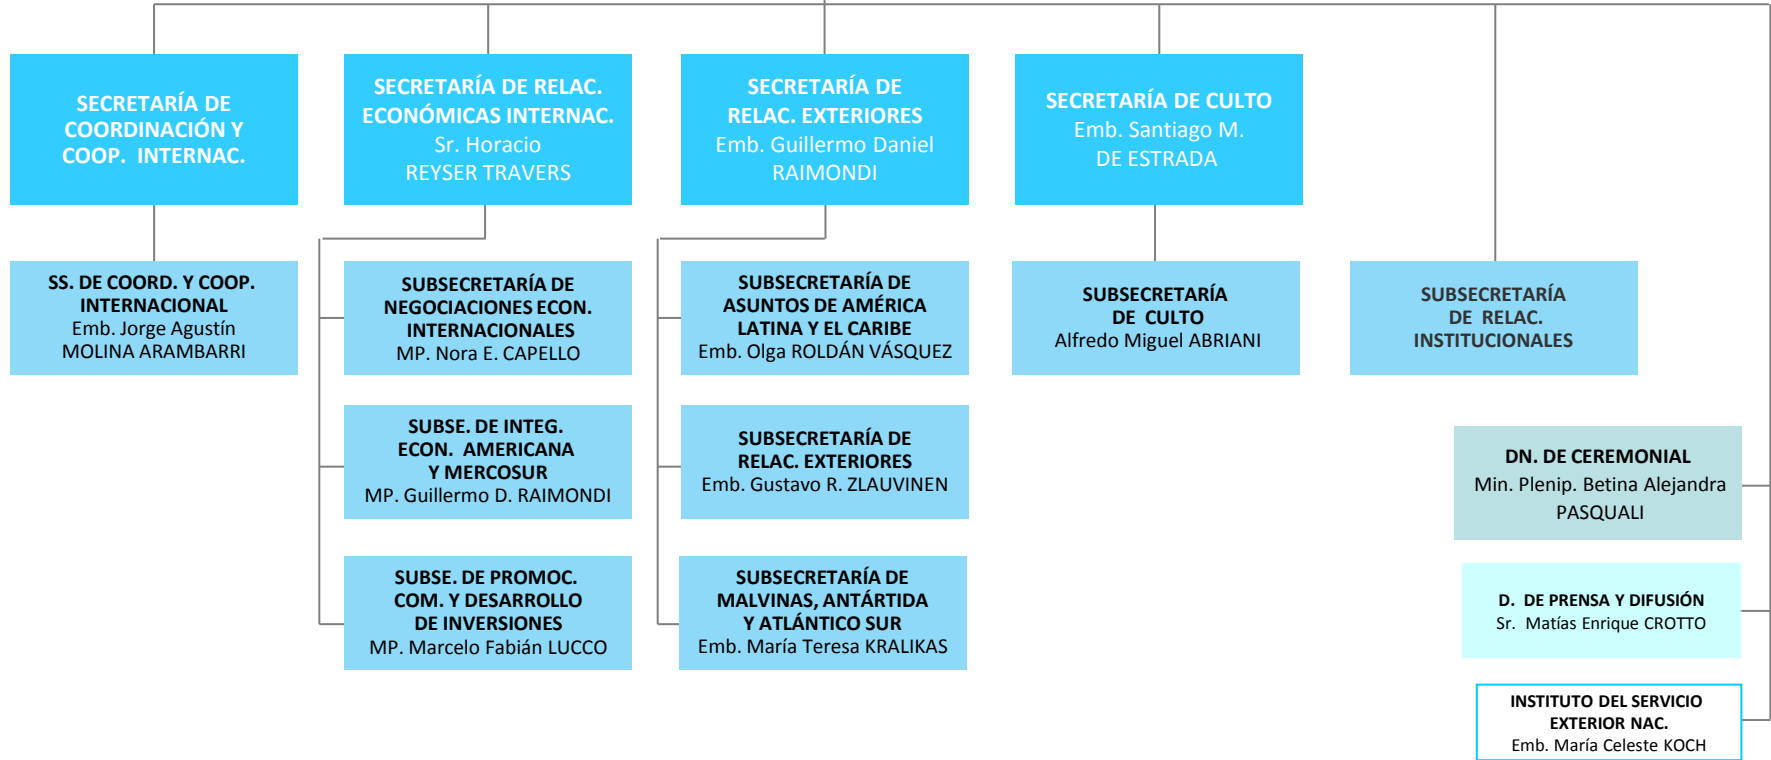 SECRETARÍA DE
COORDINACIÓN Y
COOP. INTERNAC.
SECRETARÍA DE RELAC.
ECONÓMICAS INTERNAC.
Sr. Horacio
REYSER TRAVERS
SECRETARÍA DE
RELAC. EXTERIORES
Emb. Guillermo Daniel
RAIMONDI
SECRETARÍA DE CULTO
Emb. Santiago M.
DE ESTRADA
SS. DE COORD. Y COOP.
INTERNACIONAL
Emb. Jorge Agustín
MOLINA ARAMBARRI
SUBSECRETARÍA DE
NEGOCIACIONES ECON.
INTERNACIONALES
MP. Nora E. CAPELLO
SUBSECRETARÍA DE
ASUNTOS DE AMÉRICA
LATINA Y EL CARIBE
Emb. Olga ROLDÁN VÁSQUEZ
SUBSECRETARÍA
DE CULTO
Alfredo Miguel ABRIANI
SUBSECRETARÍA
DE RELAC.
INSTITUCIONALES
SUBSE. DE INTEG.
ECON. AMERICANA
Y MERCOSUR
MP. Guillermo D. RAIMONDI
SUBSECRETARÍA DE
RELAC. EXTERIORES
Emb. Gustavo R. ZLAUVINEN
DN. DE CEREMONIAL
Min. Plenip. Betina Alejandra
PASQUALI
SUBSE. DE PROMOC.
COM. Y DESARROLLO
DE INVERSIONES
MP. Marcelo Fabián LUCCO
SUBSECRETARÍA DE
MALVINAS, ANTÁRTIDA
Y ATLÁNTICO SUR
Emb. María Teresa KRALIKAS
D. DE PRENSA Y DIFUSIÓN
Sr. Matías Enrique CROTTO
INSTITUTO DEL SERVICIO
EXTERIOR NAC.
Emb. María Celeste KOCH